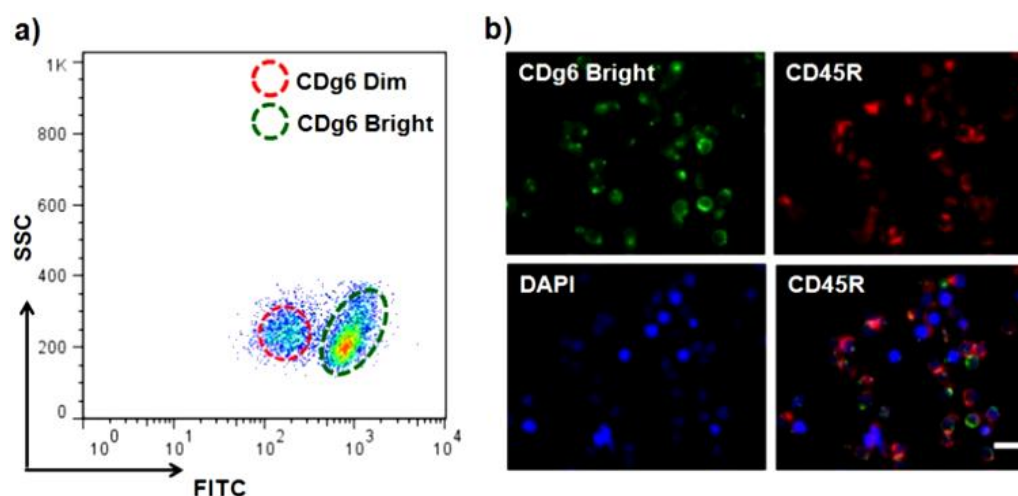 a)
1K
800
600
400
200
0
SSC
CDg6 Dim
CDg6 Bright
10^0
10^1
10^2
10^3
10^4
FITC
b)
CDg6 Bright
CD45R
DAPI
CD45R